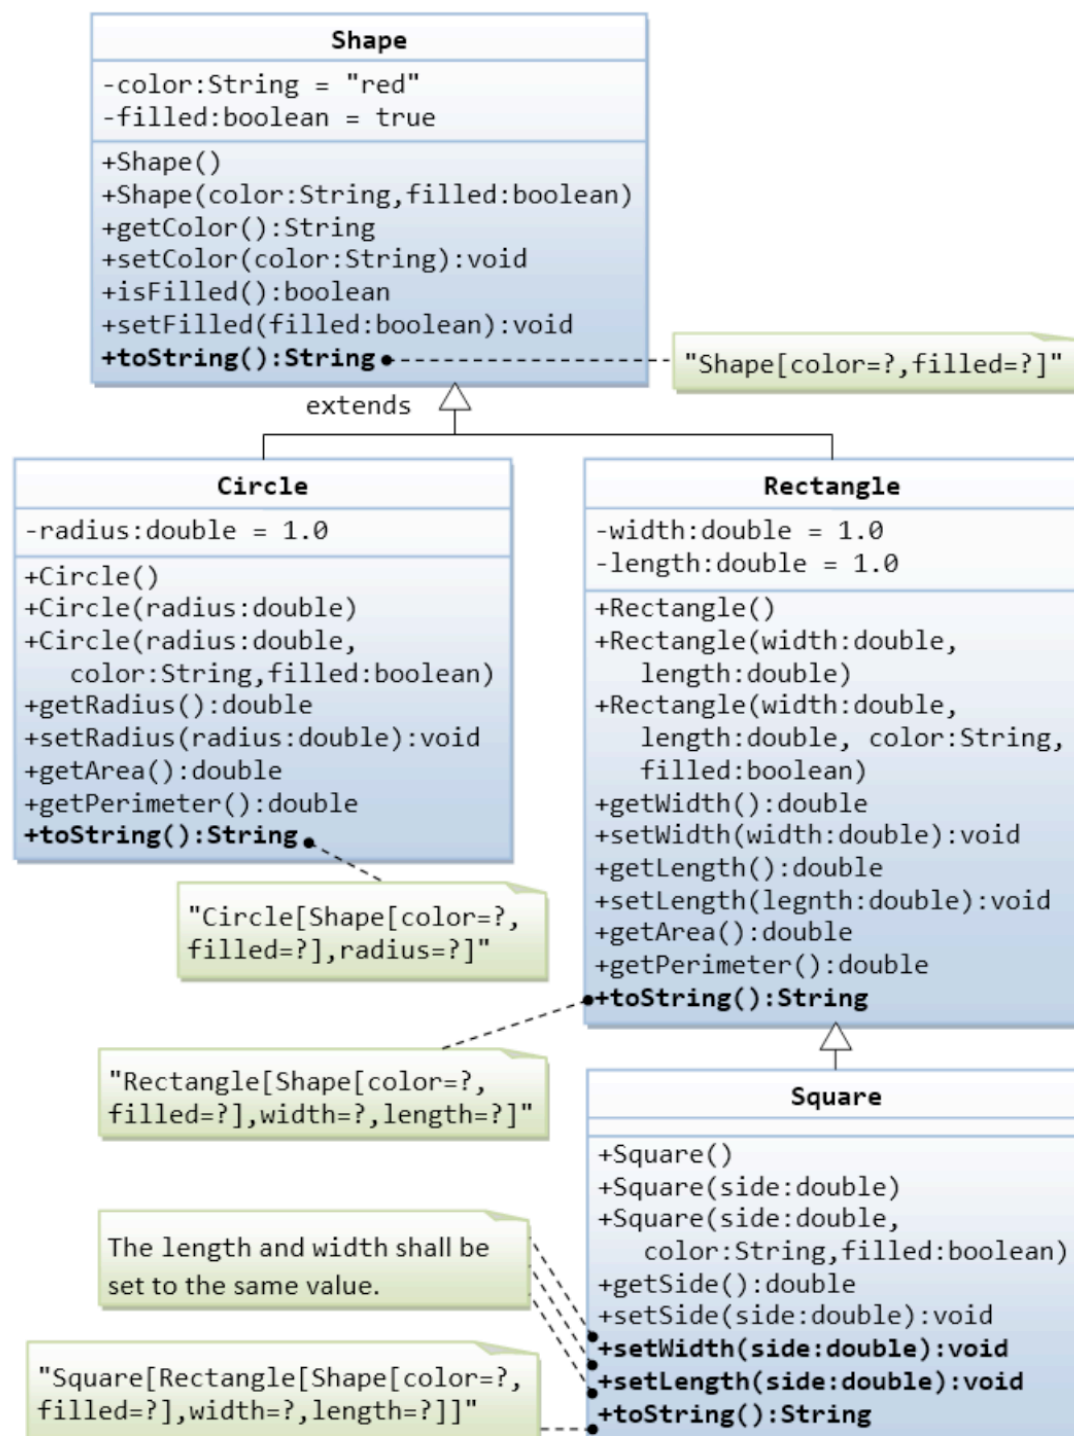 Shape
-color:String = "red"
-filled:boolean = true
+Shape()
+Shape(color:String,filled:boolean)
+getColor():String
+setColor(color:String):void
+isFilled():boolean
+setFilled(filled:boolean):void
+toString():String
"Shape[color=?,filled=?]"
extends
Circle
-radius:double = 1.0
+Circle()
+Circle(radius:double)
+Circle(radius:double,
color:String,filled:boolean)
+getRadius():double
+setRadius(radius:double):void
+getArea():double
+getPerimeter():double
+toString():String
"Circle[Shape[color=?,
filled=?],radius=?]"
Rectangle
-width:double = 1.0
-length:double = 1.0
+Rectangle()
+Rectangle(width:double,
length:double)
+Rectangle(width:double,
length:double, color:String,
filled:boolean)
+getWidth():double
+setWidth(width:double):void
+getLength():double
+setLength(legnth:double):void
+getArea():double
+getPerimeter():double
+toString():String
"Rectangle[Shape[color=?,
filled=?],width=?,length=?]"
Square
+Square()
+Square(side:double)
+Square(side:double,
color:String,filled:boolean)
+getSide():double
+setSide(side:double):void
+setWidth(side:double):void
+setLength(side:double):void
+toString():String
The length and width shall be
set to the same value.
"Square[Rectangle[Shape[color=?,
filled=?],width=?,length=?]]"